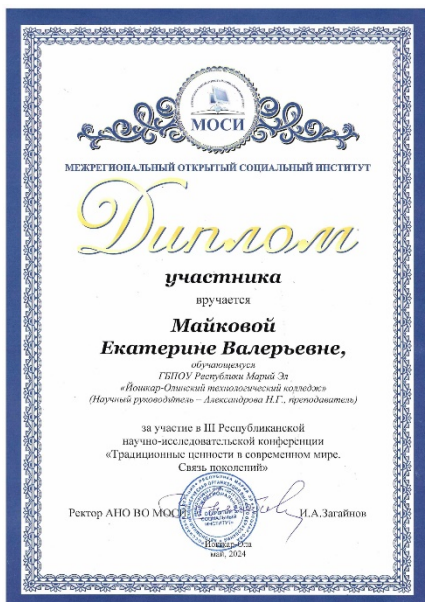 МОСИ
МЕЖРЕГИОНАЛЬНЫЙ ОТКРЫТЫЙ СОЦИАЛЬНЫЙ ИНСТИТУТ
Диплом
участника
вручается
Майковой
Екатерине Валерьевне,
обучающемуся
ГБПОУ Республики Марий Эл
«Йошкар-Олинский технологический колледж»
(Научный руководитель – Александрова Н.Г., преподаватель)
за участие в III Республиканской
научно-исследовательской конференции
«Традиционные ценности в современном мире.
Связь поколений»
Ректор АНО ВО МОСИ И.А.Загайнов
Йошкар-Ола
май, 2024